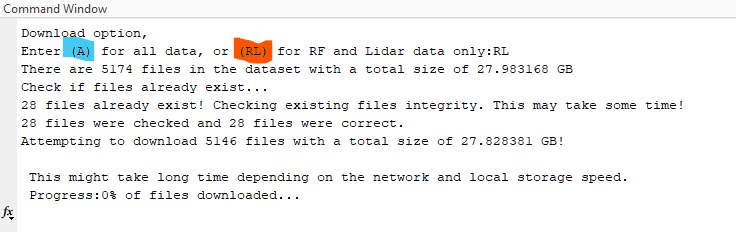 Command Window
Download option,
Enter (A) for all data, or (RL) for RF and Lidar data only:RL
There are 5174 files in the dataset with a total size of 27.983168 GB
Check if files already exist...
28 files already exist! Checking existing files integrity. This may take some time!
28 files were checked and 28 files were correct.
Attempting to download 5146 files with a total size of 27.828381 GB!
This might take long time depending on the network and local storage speed.
Progress:0% of files downloaded...
fx